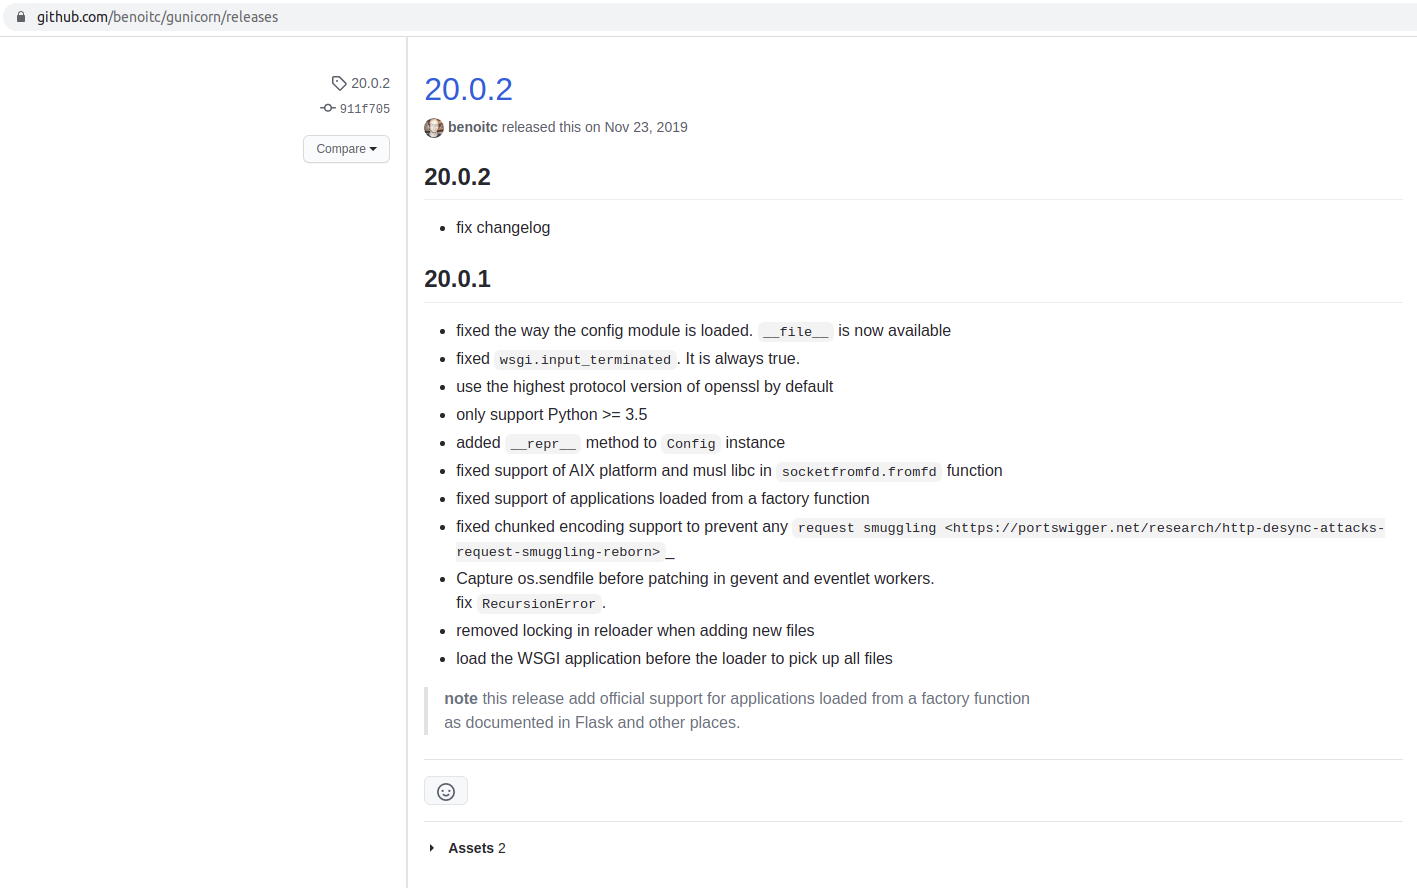 github.com/benoitc/gunicorn/releases
20.0.2
911f705
Compare
20.0.2
benoitc released this on Nov 23, 2019
20.0.2
fix changelog
20.0.1
fixed the way the config module is loaded. __file__ is now available
fixed wsgi.input_terminated. It is always true.
use the highest protocol version of openssl by default
only support Python >= 3.5
added __repr__ method to Config instance
fixed support of AIX platform and musl libc in socketfromfd.fromfd function
fixed support of applications loaded from a factory function
fixed chunked encoding support to prevent any request smuggling <https://portswigger.net/research/http-desync-attacks-
request-smuggling-reborn>_
Capture os.sendfile before patching in gevent and eventlet workers.
fix RecursionError.
removed locking in reloader when adding new files
load the WSGI application before the loader to pick up all files
note this release add official support for applications loaded from a factory function
as documented in Flask and other places.
Assets 2